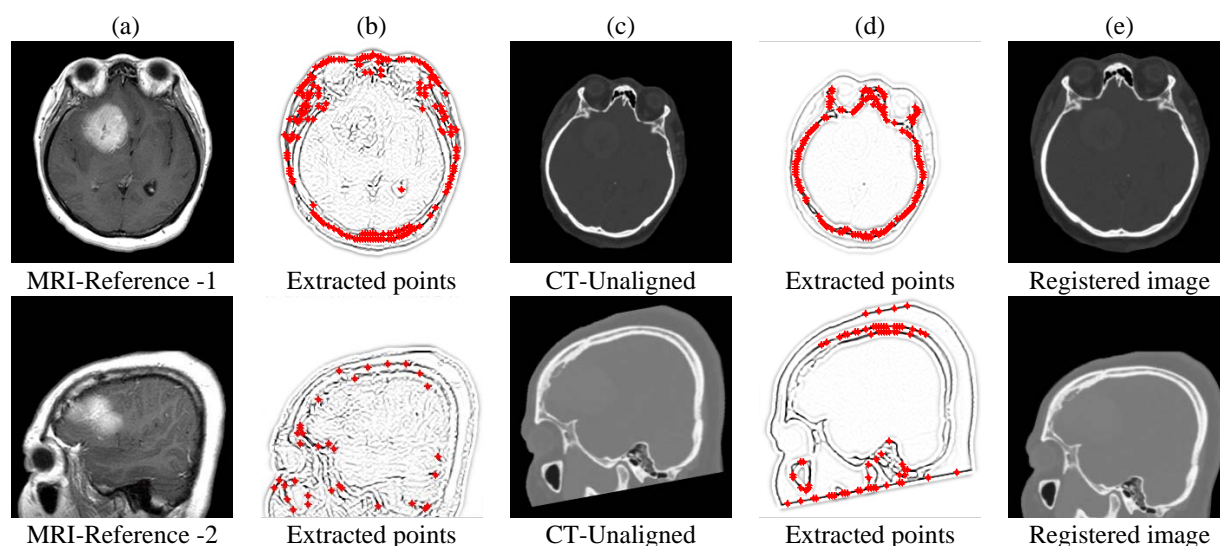 (a) (b) (c) (d) (e)
MRI-Reference -1 Extracted points CT-Unaligned Extracted points Registered image
MRI-Reference -2 Extracted points CT-Unaligned Extracted points Registered image